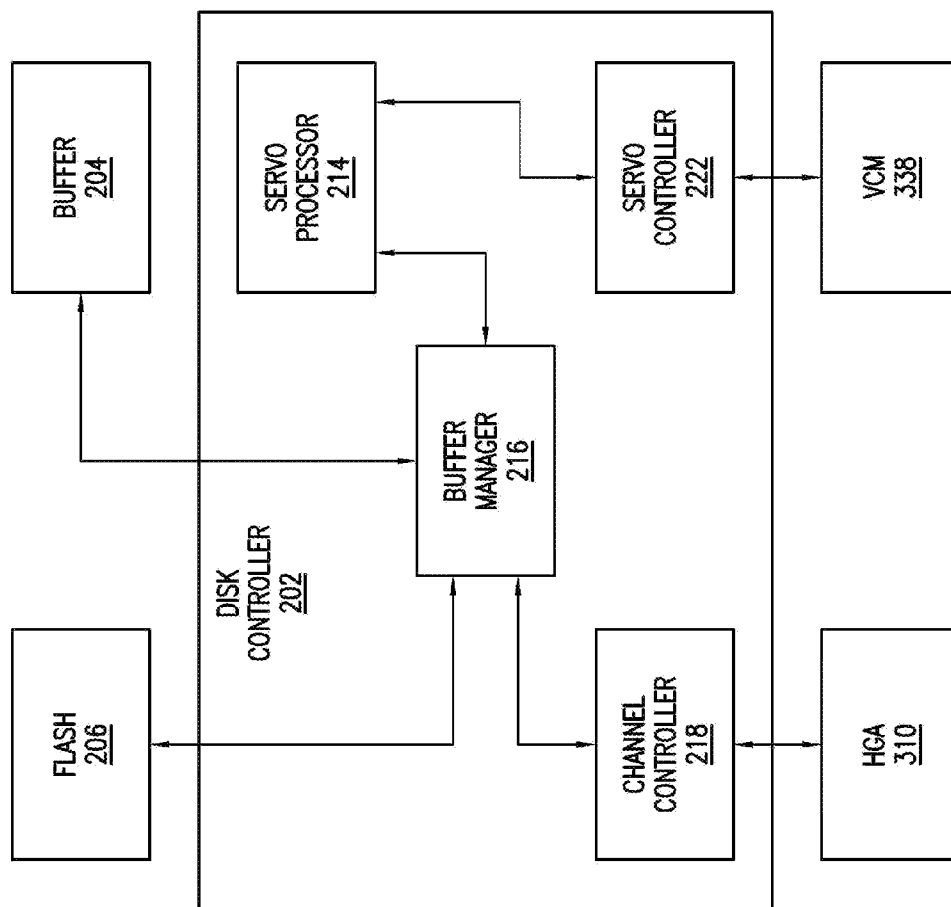 FLASH
206
BUFFER
204
DISK
CONTROLLER
202
SERVO
PROCESSOR
214
BUFFER
MANAGER
216
CHANNEL
CONTROLLER
218
SERVO
CONTROLLER
222
HGA
310
VCM
338